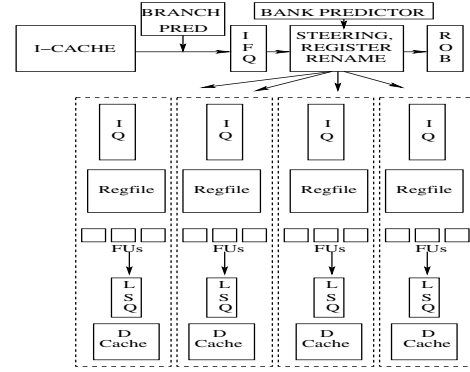 BRANCH
PRED
BANK PREDICTOR
I-CACHE
I
F
Q
STEERING,
REGISTER
RENAME
R
O
B
I
Q
I
Q
I
Q
I
Q
Regfile
Regfile
Regfile
Regfile
FUs
FUs
FUs
FUs
L
S
Q
L
S
Q
L
S
Q
L
S
Q
D
Cache
D
Cache
D
Cache
D
Cache